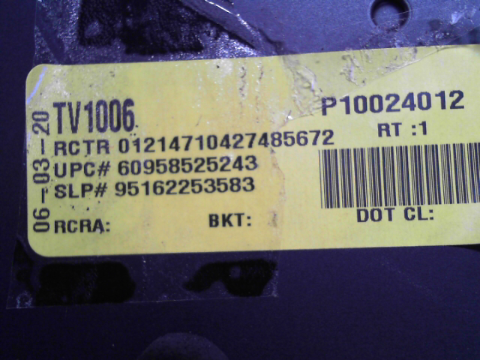 06-03-20
TV1006
P10024012
RCTR 01214710427485672
RT :1
UPC# 60958525243
SLP# 95162253583
RCRA:
BKT:
DOT CL: